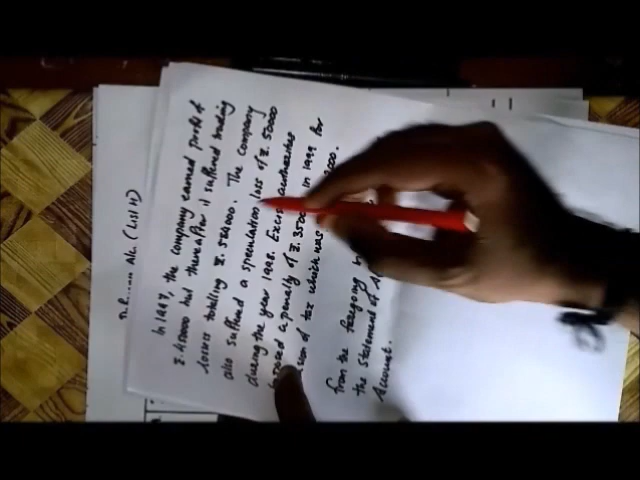 In 1997, the company earned profit of
₹.45000 but thereafter it suffered trading
losses totalling ₹.584000. The company
also suffered a speculation loss of ₹.50000
during the year 1998. Excise authorities
imposed a penalty of ₹.3500 in 1999 for
sion of tax which was 2000.
from the foregoing
the Statement of
Account.
A/c. (List H)